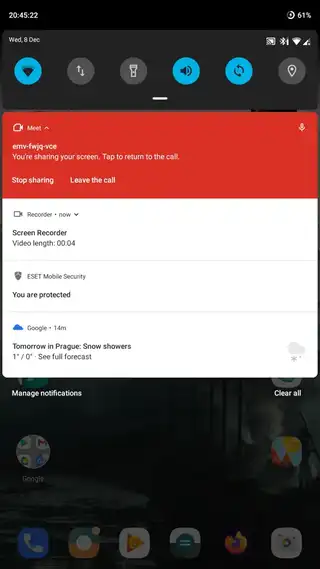 20:45:22
61%
Wed, 8 Dec
Meet
emv-fwjq-vce
You're sharing your screen, Tap to return to the call.
Stop sharing
Leave the call
Recorder • now
Screen Recorder
Video length: 00:04
ESET Mobile Security
You are protected
Google • 14m
Tomorrow in Prague: Snow showers
1° / 0° · See full forecast
Manage notifications
Clear all
Google